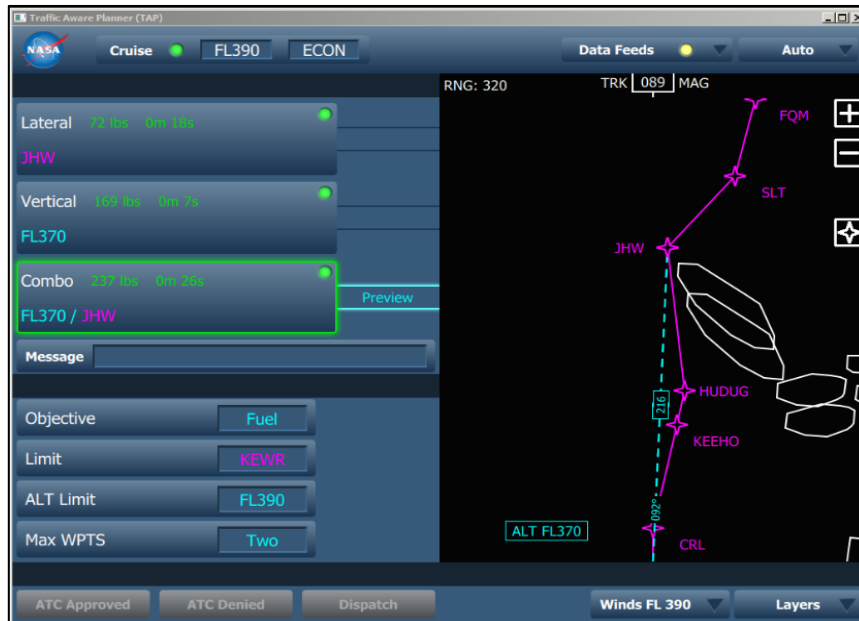 Traffic Aware Planner (TAP)
NASA
Cruise FL390 ECON
Data Feeds Auto
RNG: 320 TRK 089 MAG
Lateral 72 lbs 0m 18s
JHW
Vertical 169 lbs 0m 7s
FL370
Combo 237 lbs 0m 26s
FL370 / JHW
Preview
Message
Objective Fuel
Limit KEWR
ALT Limit FL390
Max WPTS Two
FQM
SLT
JHW
HUDUG
216
KEEHO
092°
ALT FL370
CRL
ATC Approved ATC Denied Dispatch
Winds FL 390 Layers